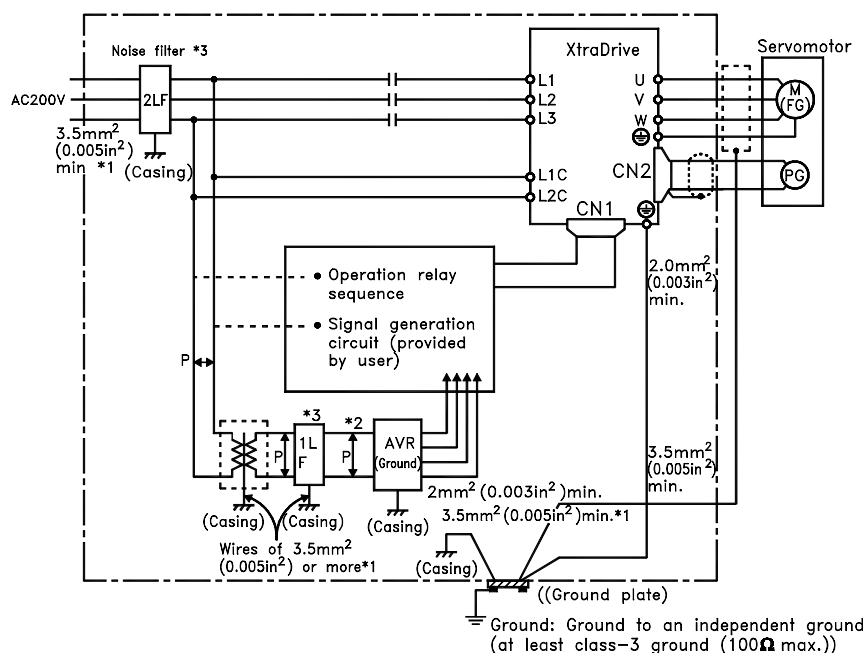 Noise filter *3
XtraDrive
Servomotor
AC200V
2LF
L1
L2
L3
U
V
W
M
(FG)
3.5mm²
(0.005in²)
min *1
(Casing)
L1C
L2C
CN2
PG
CN1
2.0mm²
(0.003in²)
min.
• Operation relay
sequence
• Signal generation
circuit (provided
by user)
P
*3
*2
1L
F
P
P
AVR
(Ground)
3.5mm²
(0.005in²)
min.
2mm² (0.003in²)min.
3.5mm² (0.005in²)min.*1
(Casing)
(Casing)
(Casing)
Wires of 3.5mm²
(0.005in²) or more*1
(Casing)
((Ground plate)
Ground: Ground to an independent ground
(at least class-3 ground (100Ω max.))